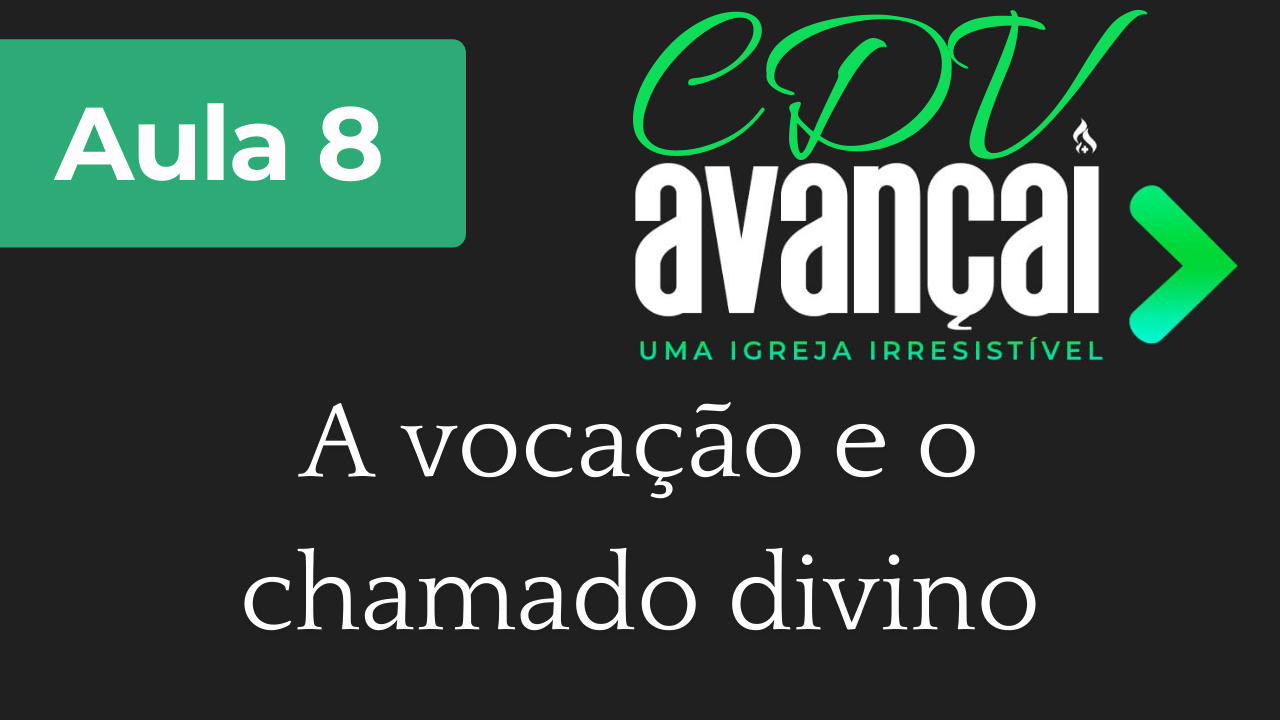 Aula 8
CDV
avançai
UMA IGREJA IRRESISTÍVEL
A vocação e o
chamado divino